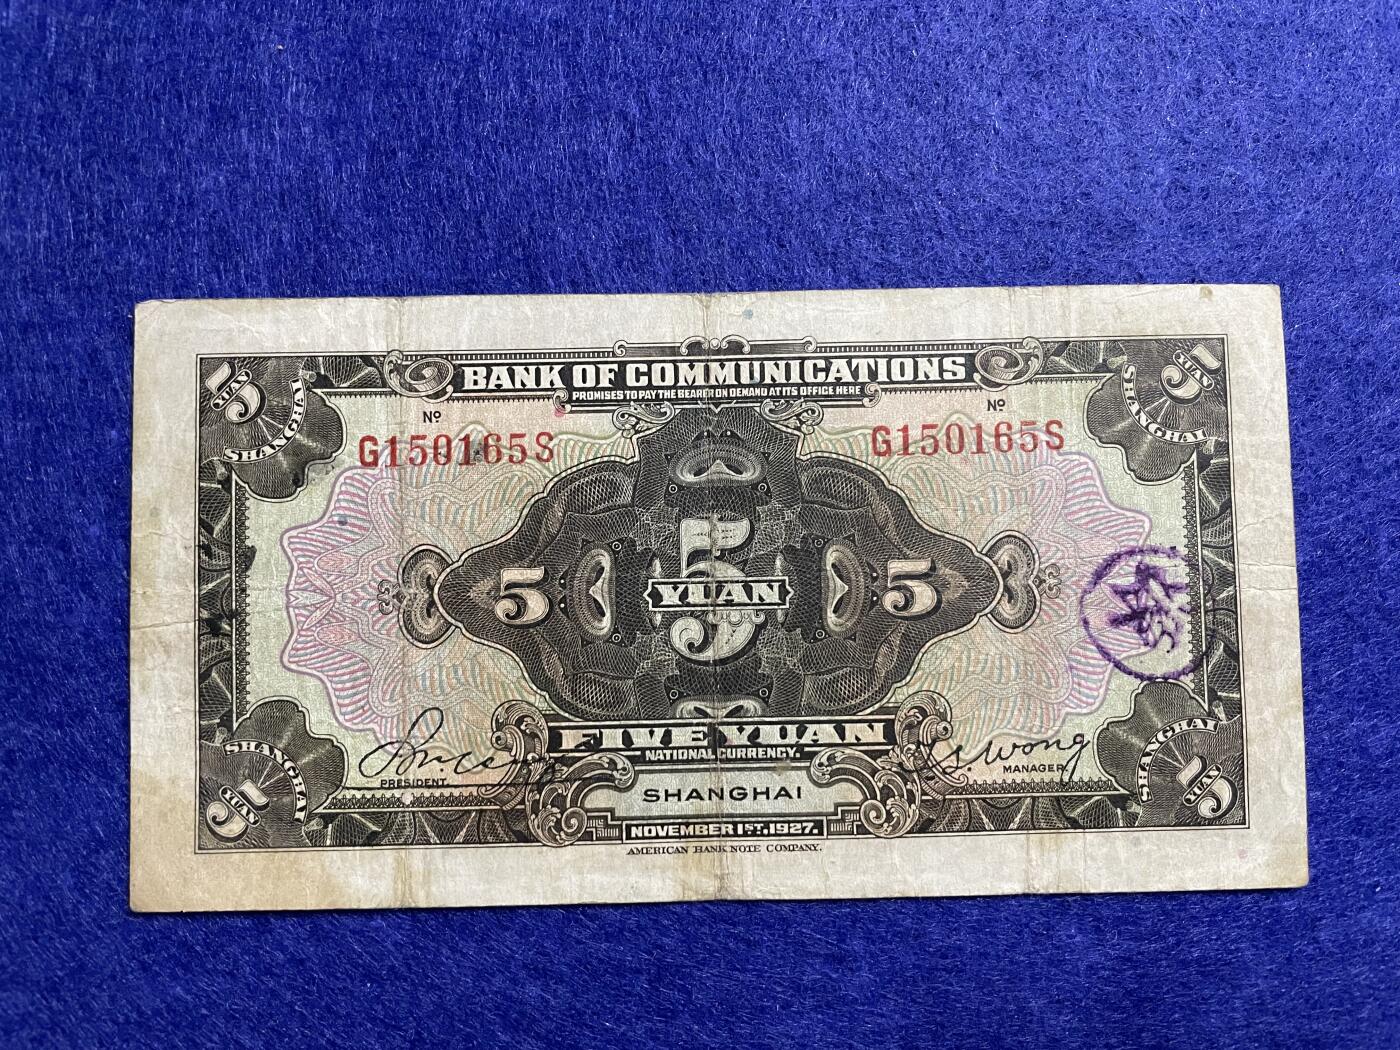 BANK OF COMMUNICATIONS.
PROMISES TO PAY THE BEARER ON DEMAND AT ITS OFFICE HERE
5 YUAN SHANGHAI
5 YUAN SHANGHAI
Nº
Nº
G150165S
G150165S
5
5 YUAN
5
FIVE YUAN
NATIONAL CURRENCY.
S. Wong
PRESIDENT.
MANAGER.
SHANGHAI
SHANGHAI 5 YUAN
SHANGHAI 5 YUAN
NOVEMBER 1ST, 1927.
AMERICAN BANK NOTE COMPANY.